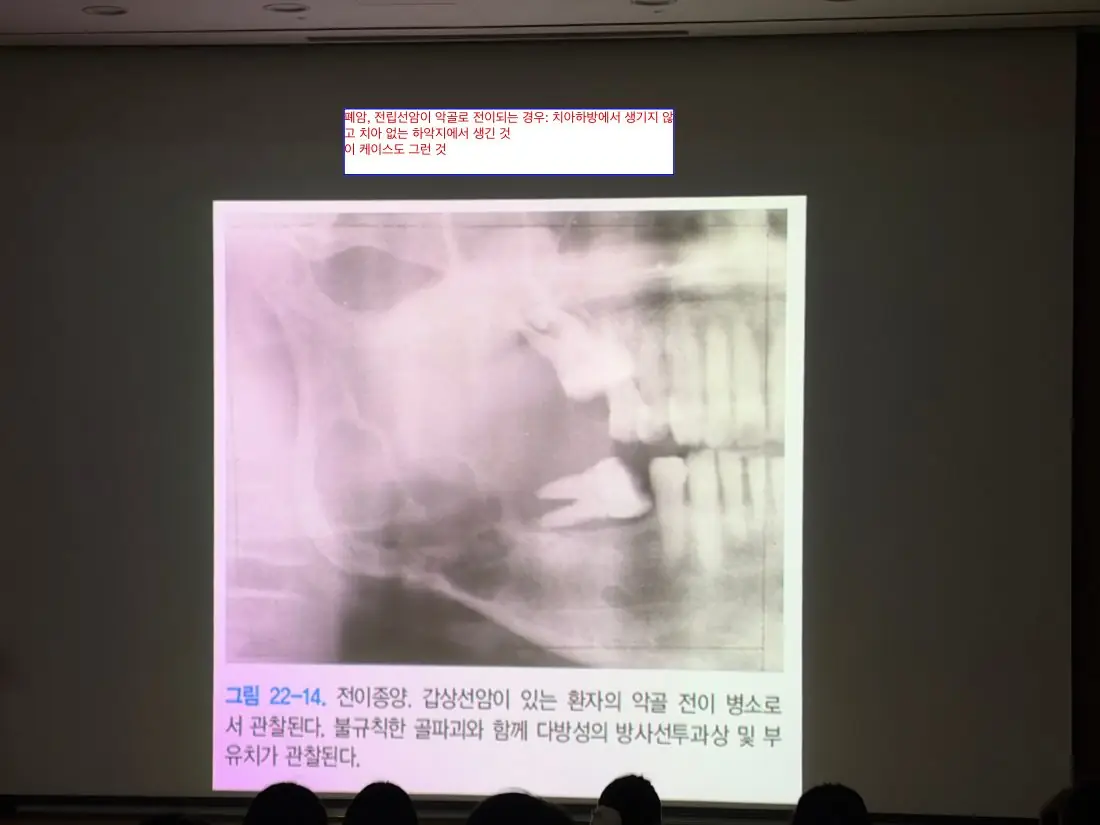 폐암, 전립선암이 악골로 전이되는 경우: 치아하방에서 생기지 않
고 치아 없는 하악지에서 생긴 것
이 케이스도 그런 것
그림 22-14. 전이종양. 갑상선암이 있는 환자의 악골 전이 병소로
서 관찰된다. 불규칙한 골파괴와 함께 다방성의 방사선투과상 및 부
유치가 관찰된다.